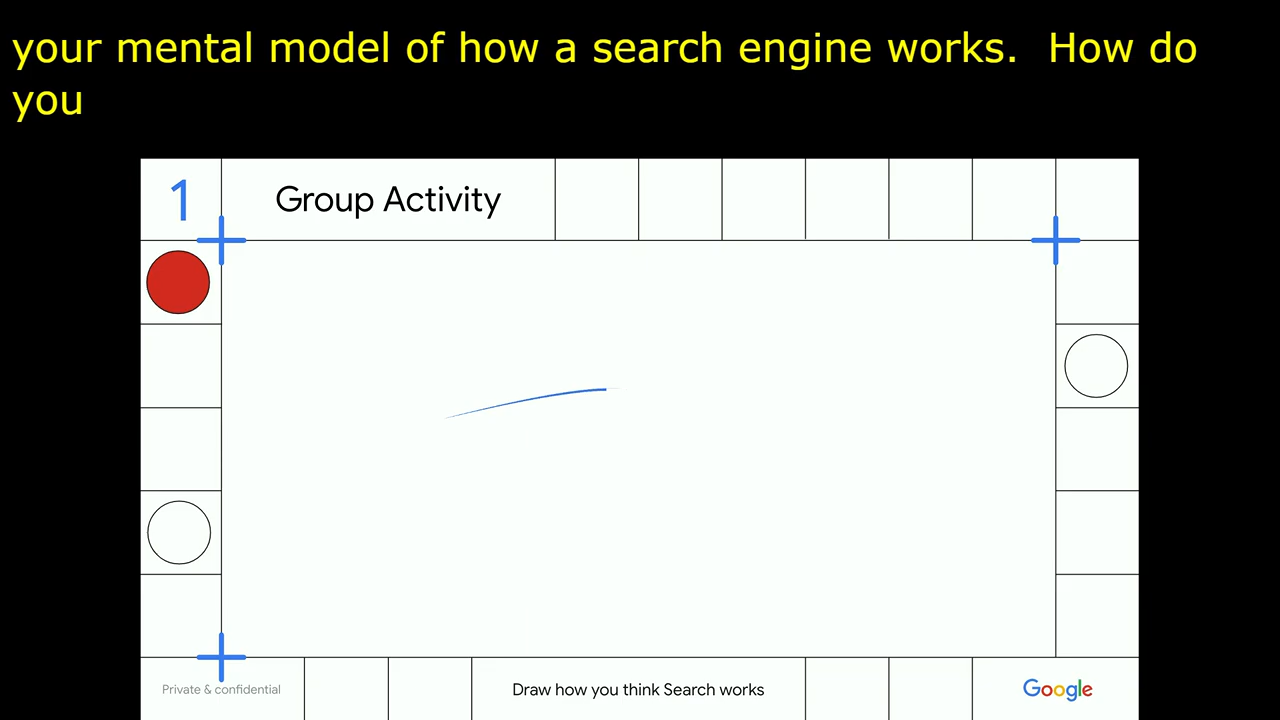 your mental model of how a search engine works.  How do
you
1
Group Activity
Private & confidential
Draw how you think Search works
Google